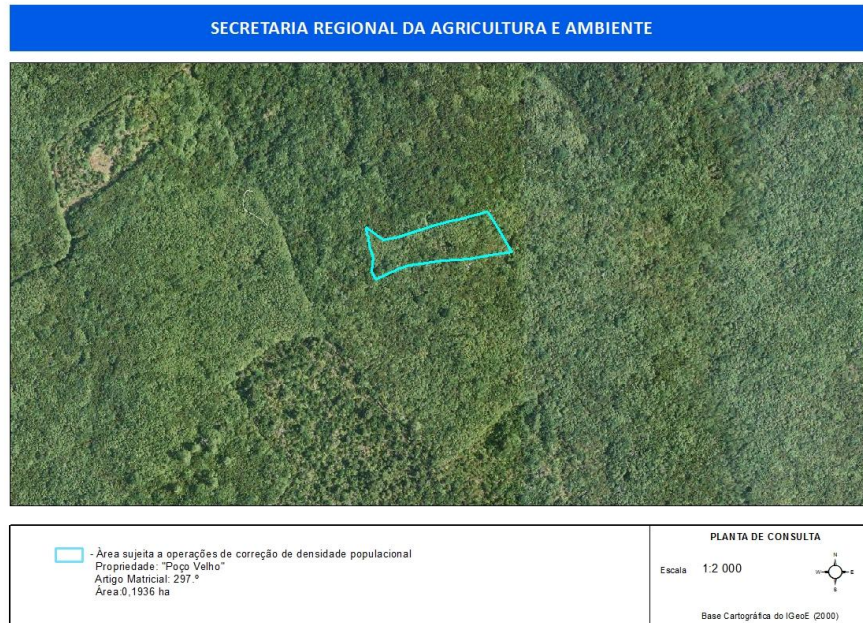 SECRETARIA REGIONAL DA AGRICULTURA E AMBIENTE
- Área sujeita a operações de correção de densidade populacional
Propriedade: "Poço Velho"
Artigo Matricial: 297.º
Área:0,1936 ha
PLANTA DE CONSULTA
Escala 1:2 000
N
W E
S
Base Cartográfica do IGeoE (2000)